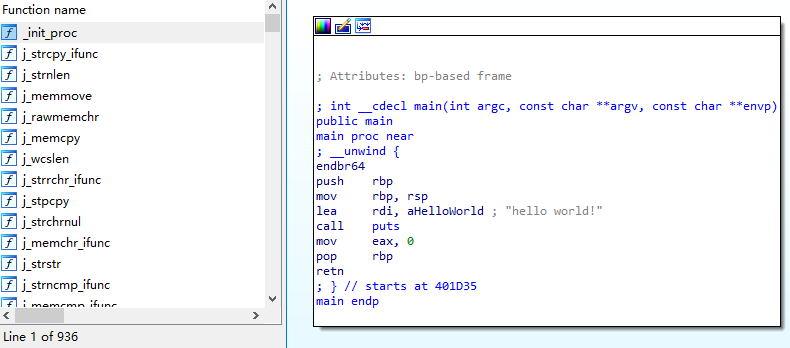 Function name
_init_proc
j_strcpy_ifunc
j_strnlen
j_memmove
j_rawmemchr
j_memcpy
j_wcslen
j_strrchr_ifunc
j_stpcpy
j_strchrnul
j_memchr_ifunc
j_strstr
j_strncmp_ifunc
j_memcmp_ifunc
Line 1 of 936
; Attributes: bp-based frame
; int __cdecl main(int argc, const char **argv, const char **envp)
public main
main proc near
; __unwind {
endbr64
push    rbp
mov     rbp, rsp
lea     rdi, aHelloWorld ; "hello world!"
call    puts
mov     eax, 0
pop     rbp
retn
; } // starts at 401D35
main endp